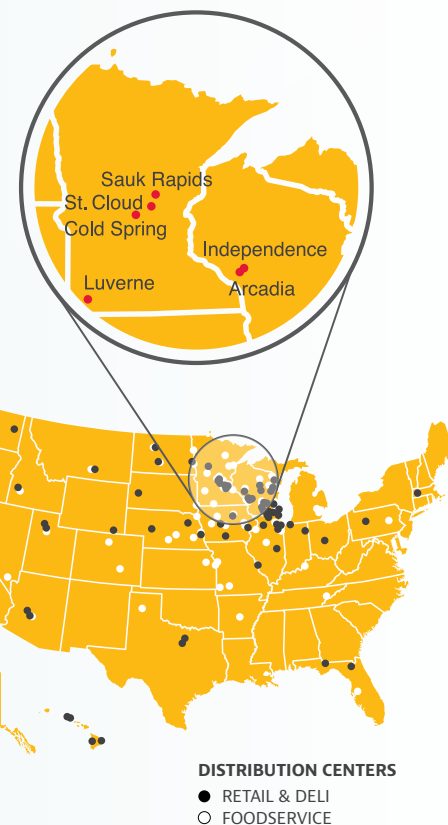 Sauk Rapids
St. Cloud
Cold Spring
Independence
Luverne
Arcadia
DISTRIBUTION CENTERS
RETAIL & DELI
FOODSERVICE